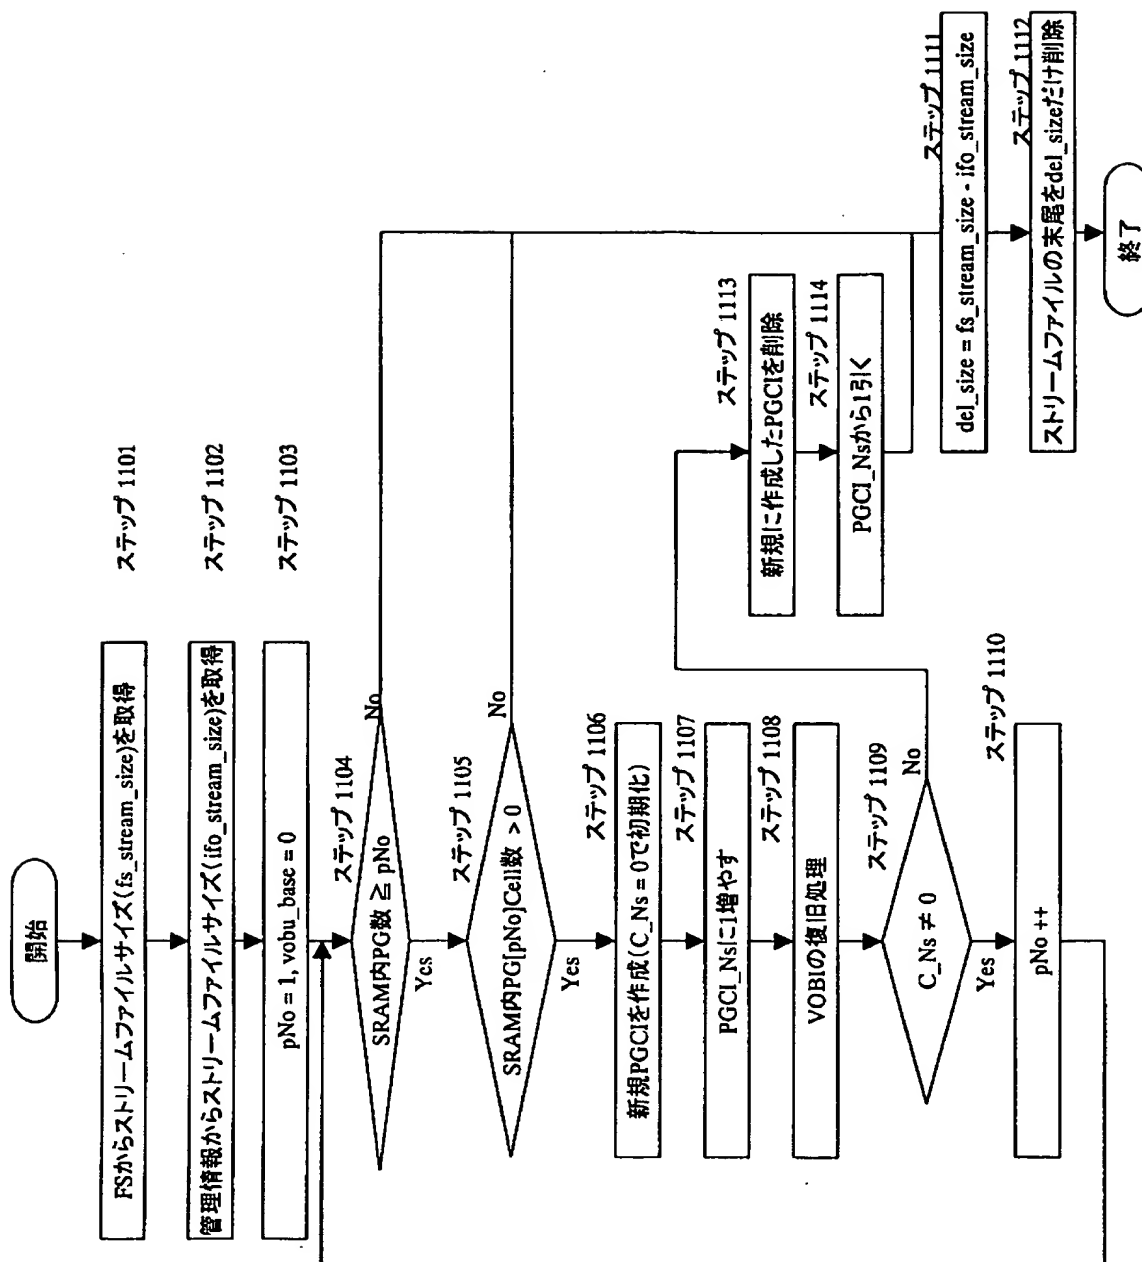 開始
FSからストリームファイルサイズ(fs_stream_size)を取得
ステップ 1101
管理情報からストリームファイルサイズ(ifo_stream_size)を取得
ステップ 1102
pNo = 1, vobu_base = 0
ステップ 1103
SRAM内PG数 ≧ pNo
ステップ 1104
No
Yes
SRAM内PG[pNo]Cell数 > 0
ステップ 1105
No
Yes
新規PGCIを作成(C_Ns = 0で初期化)
ステップ 1106
PGCI_Nsに1増やす
ステップ 1107
VOBIの復旧処理
ステップ 1108
C_Ns ≠ 0
ステップ 1109
No
Yes
pNo ++
ステップ 1110
新規に作成したPGCIを削除
ステップ 1113
PGCI_Nsから1引く
ステップ 1114
del_size = fs_stream_size - ifo_stream_size
ステップ 1111
ストリームファイルの末尾をdel_sizeだけ削除
ステップ 1112
終了